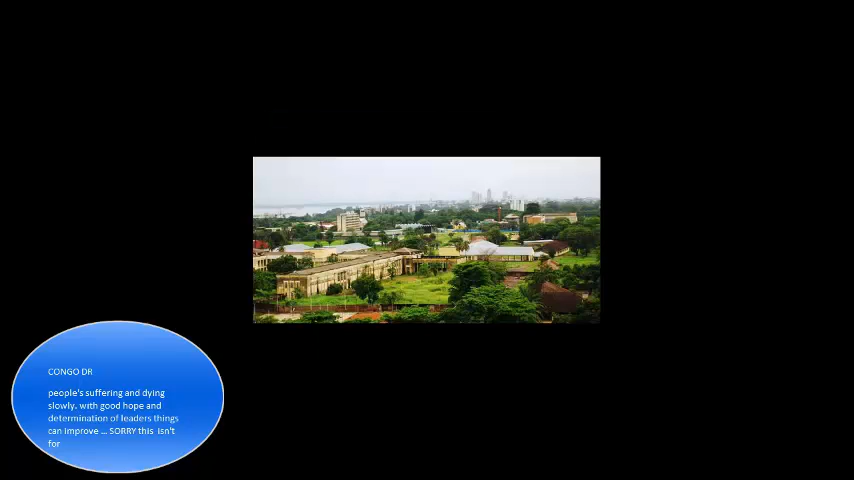 CONGO DR
people's suffering and dying
slowly. with good hope and
determination of leaders things
can improve ... SORRY this isn't
for